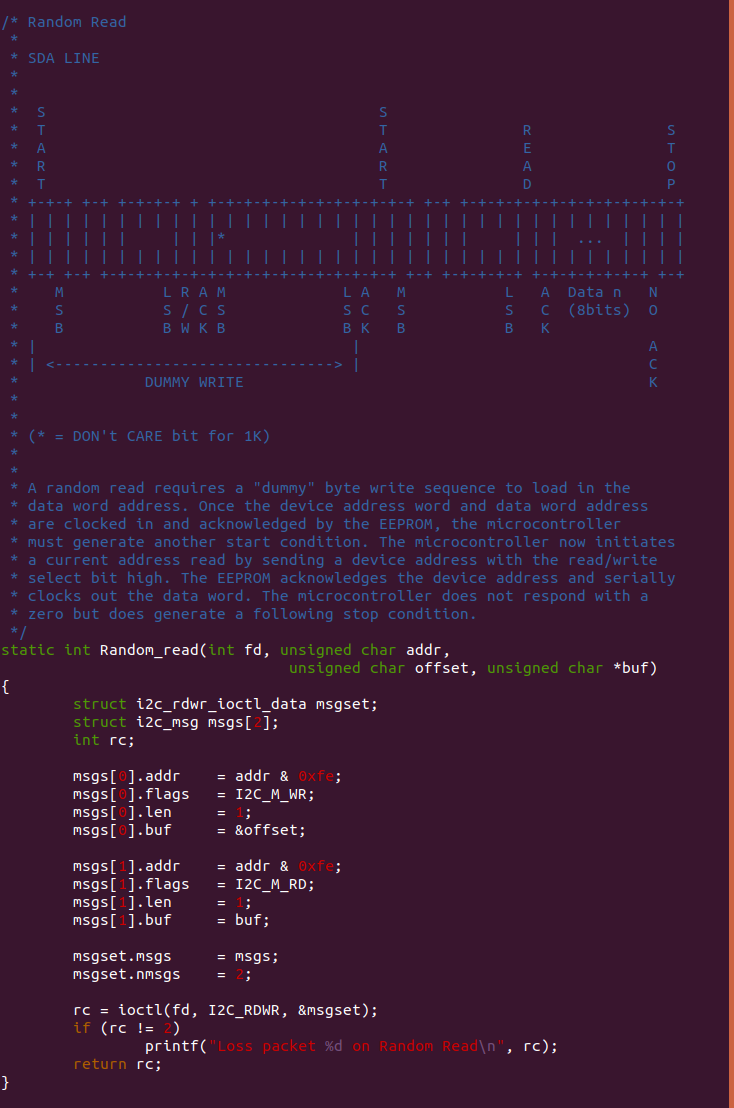 /* Random Read
 *
 * SDA LINE
 *
 *
 *  S                                     S
 *  T                                     T               R               S
 *  A                                     A               E               T
 *  R                                     R               A               O
 *  T                                     T               D               P
 * +-+-+ +-+ +-+-+-+ + +-+-+-+-+-+-+-+-+-+-+-+ +-+ +-+-+-+-+-+-+-+-+-+-+-+-+
 * | | | | | | | | | | | | | | | | | | | | | | | | | | | | | | | | | | | | |
 * | | | | | |     | | |*              | | | | | | |     | | |  ...  | | | |
 * | | | | | | | | | | | | | | | | | | | | | | | | | | | | | | | | | | | | |
 * +-+ +-+ +-+-+-+-+-+-+-+-+-+-+-+-+-+-+-+-+ +-+ +-+-+-+-+ +-+-+-+-+-+-+ +-+
 *    M           L R A M             L A   M           L   A  Data n   N
 *    S           S / C S             S C   S           S   C  (8bits)  O
 *    B           B W K B             B K   B           B   K
 * |                                   |                                A
 * | <-------------------------------> |                                C
 *              DUMMY WRITE                                             K
 *
 *
 * (* = DON't CARE bit for 1K)
 *
 *
 * A random read requires a "dummy" byte write sequence to load in the
 * data word address. Once the device address word and data word address
 * are clocked in and acknowledged by the EEPROM, the microcontroller
 * must generate another start condition. The microcontroller now initiates
 * a current address read by sending a device address with the read/write
 * select bit high. The EEPROM acknowledges the device address and serially
 * clocks out the data word. The microcontroller does not respond with a
 * zero but does generate a following stop condition.
 */
static int Random_read(int fd, unsigned char addr,
                                unsigned char offset, unsigned char *buf)
{
        struct i2c_rdwr_ioctl_data msgset;
        struct i2c_msg msgs[2];
        int rc;

        msgs[0].addr    = addr & 0xfe;
        msgs[0].flags   = I2C_M_WR;
        msgs[0].len     = 1;
        msgs[0].buf     = &offset;

        msgs[1].addr    = addr & 0xfe;
        msgs[1].flags   = I2C_M_RD;
        msgs[1].len     = 1;
        msgs[1].buf     = buf;

        msgset.msgs     = msgs;
        msgset.nmsgs    = 2;

        rc = ioctl(fd, I2C_RDWR, &msgset);
        if (rc != 2)
                printf("Loss packet %d on Random Read\n", rc);
        return rc;
}